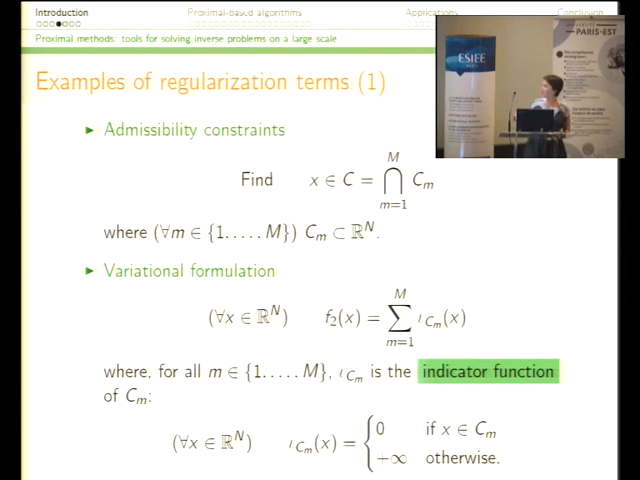 Introduction Proximal-based algorithms Applications Conclusion
Proximal methods: tools for solving inverse problems on a large scale
Examples of regularization terms (1)
▶ Admissibility constraints
Find x ∈ C = ⋂_{m=1}^{M} C_m
where (∀m ∈ {1.....M}) C_m ⊂ ℝ^N.
▶ Variational formulation
(∀x ∈ ℝ^N) f_2(x) = ∑_{m=1}^{M} ι_{C_m}(x)
where, for all m ∈ {1.....M}, ι_{C_m} is the indicator function
of C_m:
(∀x ∈ ℝ^N) ι_{C_m}(x) = { 0 if x ∈ C_m
+∞ otherwise.
ESIEE
UNIVERSITÉ
PARIS-EST